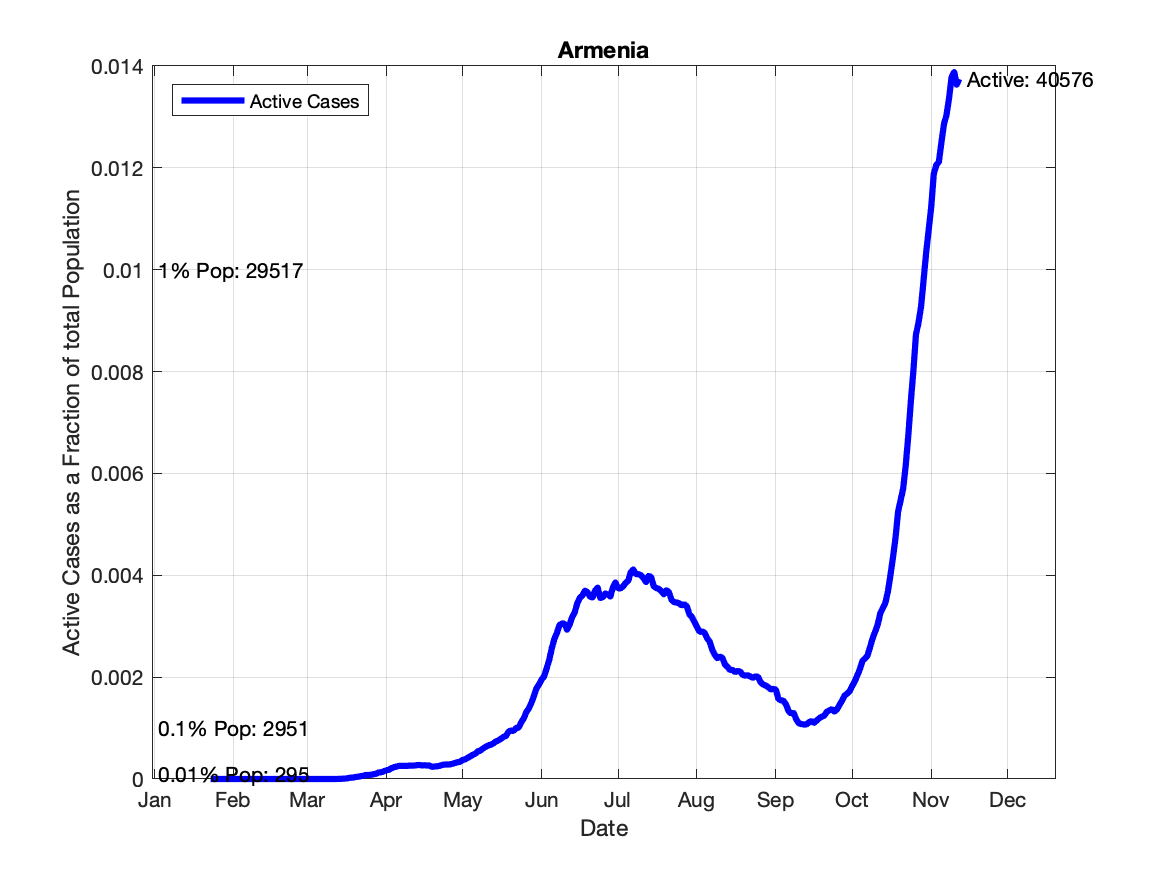 Armenia
0.014
Active Cases
Active: 40576
0.012
1% Pop: 29517
0.01
0.008
0.006
0.004
0.002
0.1% Pop: 2951
0.01% Pop: 295
0
Jan Feb Mar Apr May Jun Jul Aug Sep Oct Nov Dec
Date
Active Cases as a Fraction of total Population